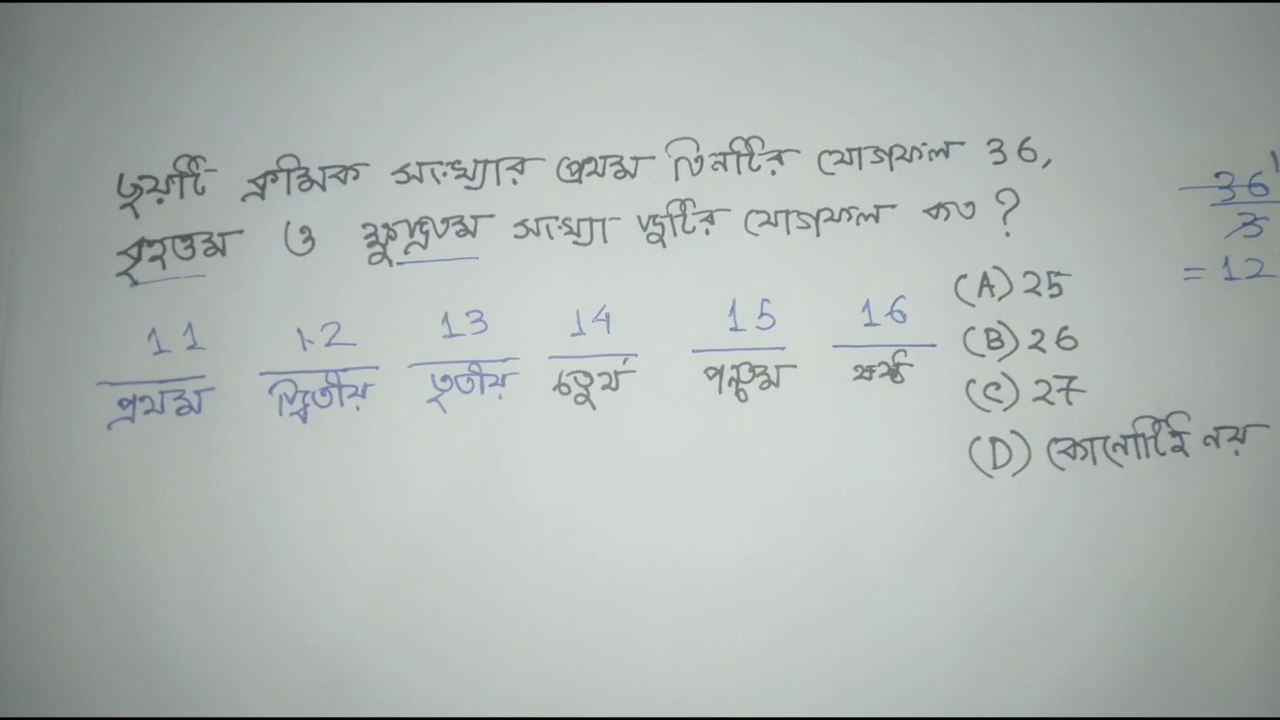 ছয়টি ক্রমিক সংখ্যার প্রথম তিনটির যোগফল 36,
বৃহত্তম ও ক্ষুদ্রতম সংখ্যা দুটির যোগফল কত ?
36
3
= 12
(A) 25
(B) 26
(C) 27
(D) কোনোটিই নয়
11 12 13 14 15 16
প্রথম দ্বিতীয় তৃতীয় চতুর্থ পঞ্চম ষষ্ঠ